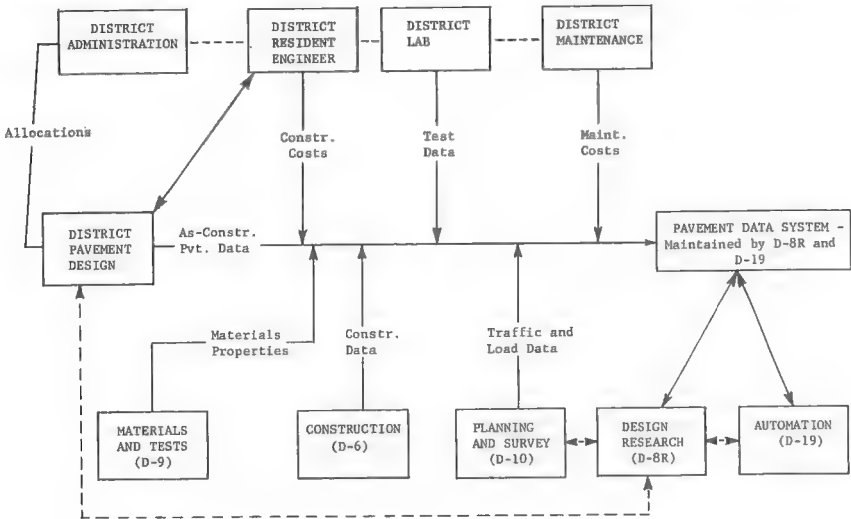 DISTRICT
ADMINISTRATION
DISTRICT
RESIDENT
ENGINEER
DISTRICT
LAB
DISTRICT
MAINTENANCE
Allocations
Constr.
Costs
Test
Data
Maint.
Costs
DISTRICT
PAVEMENT
DESIGN
As-Constr.
Pvt. Data
PAVEMENT DATA SYSTEM -
Maintained by D-8R and
D-19
Materials
Properties
Constr.
Data
Traffic and
Load Data
MATERIALS
AND TESTS
(D-9)
CONSTRUCTION
(D-6)
PLANNING
AND SURVEY
(D-10)
DESIGN
RESEARCH
(D-8R)
AUTOMATION
(D-19)